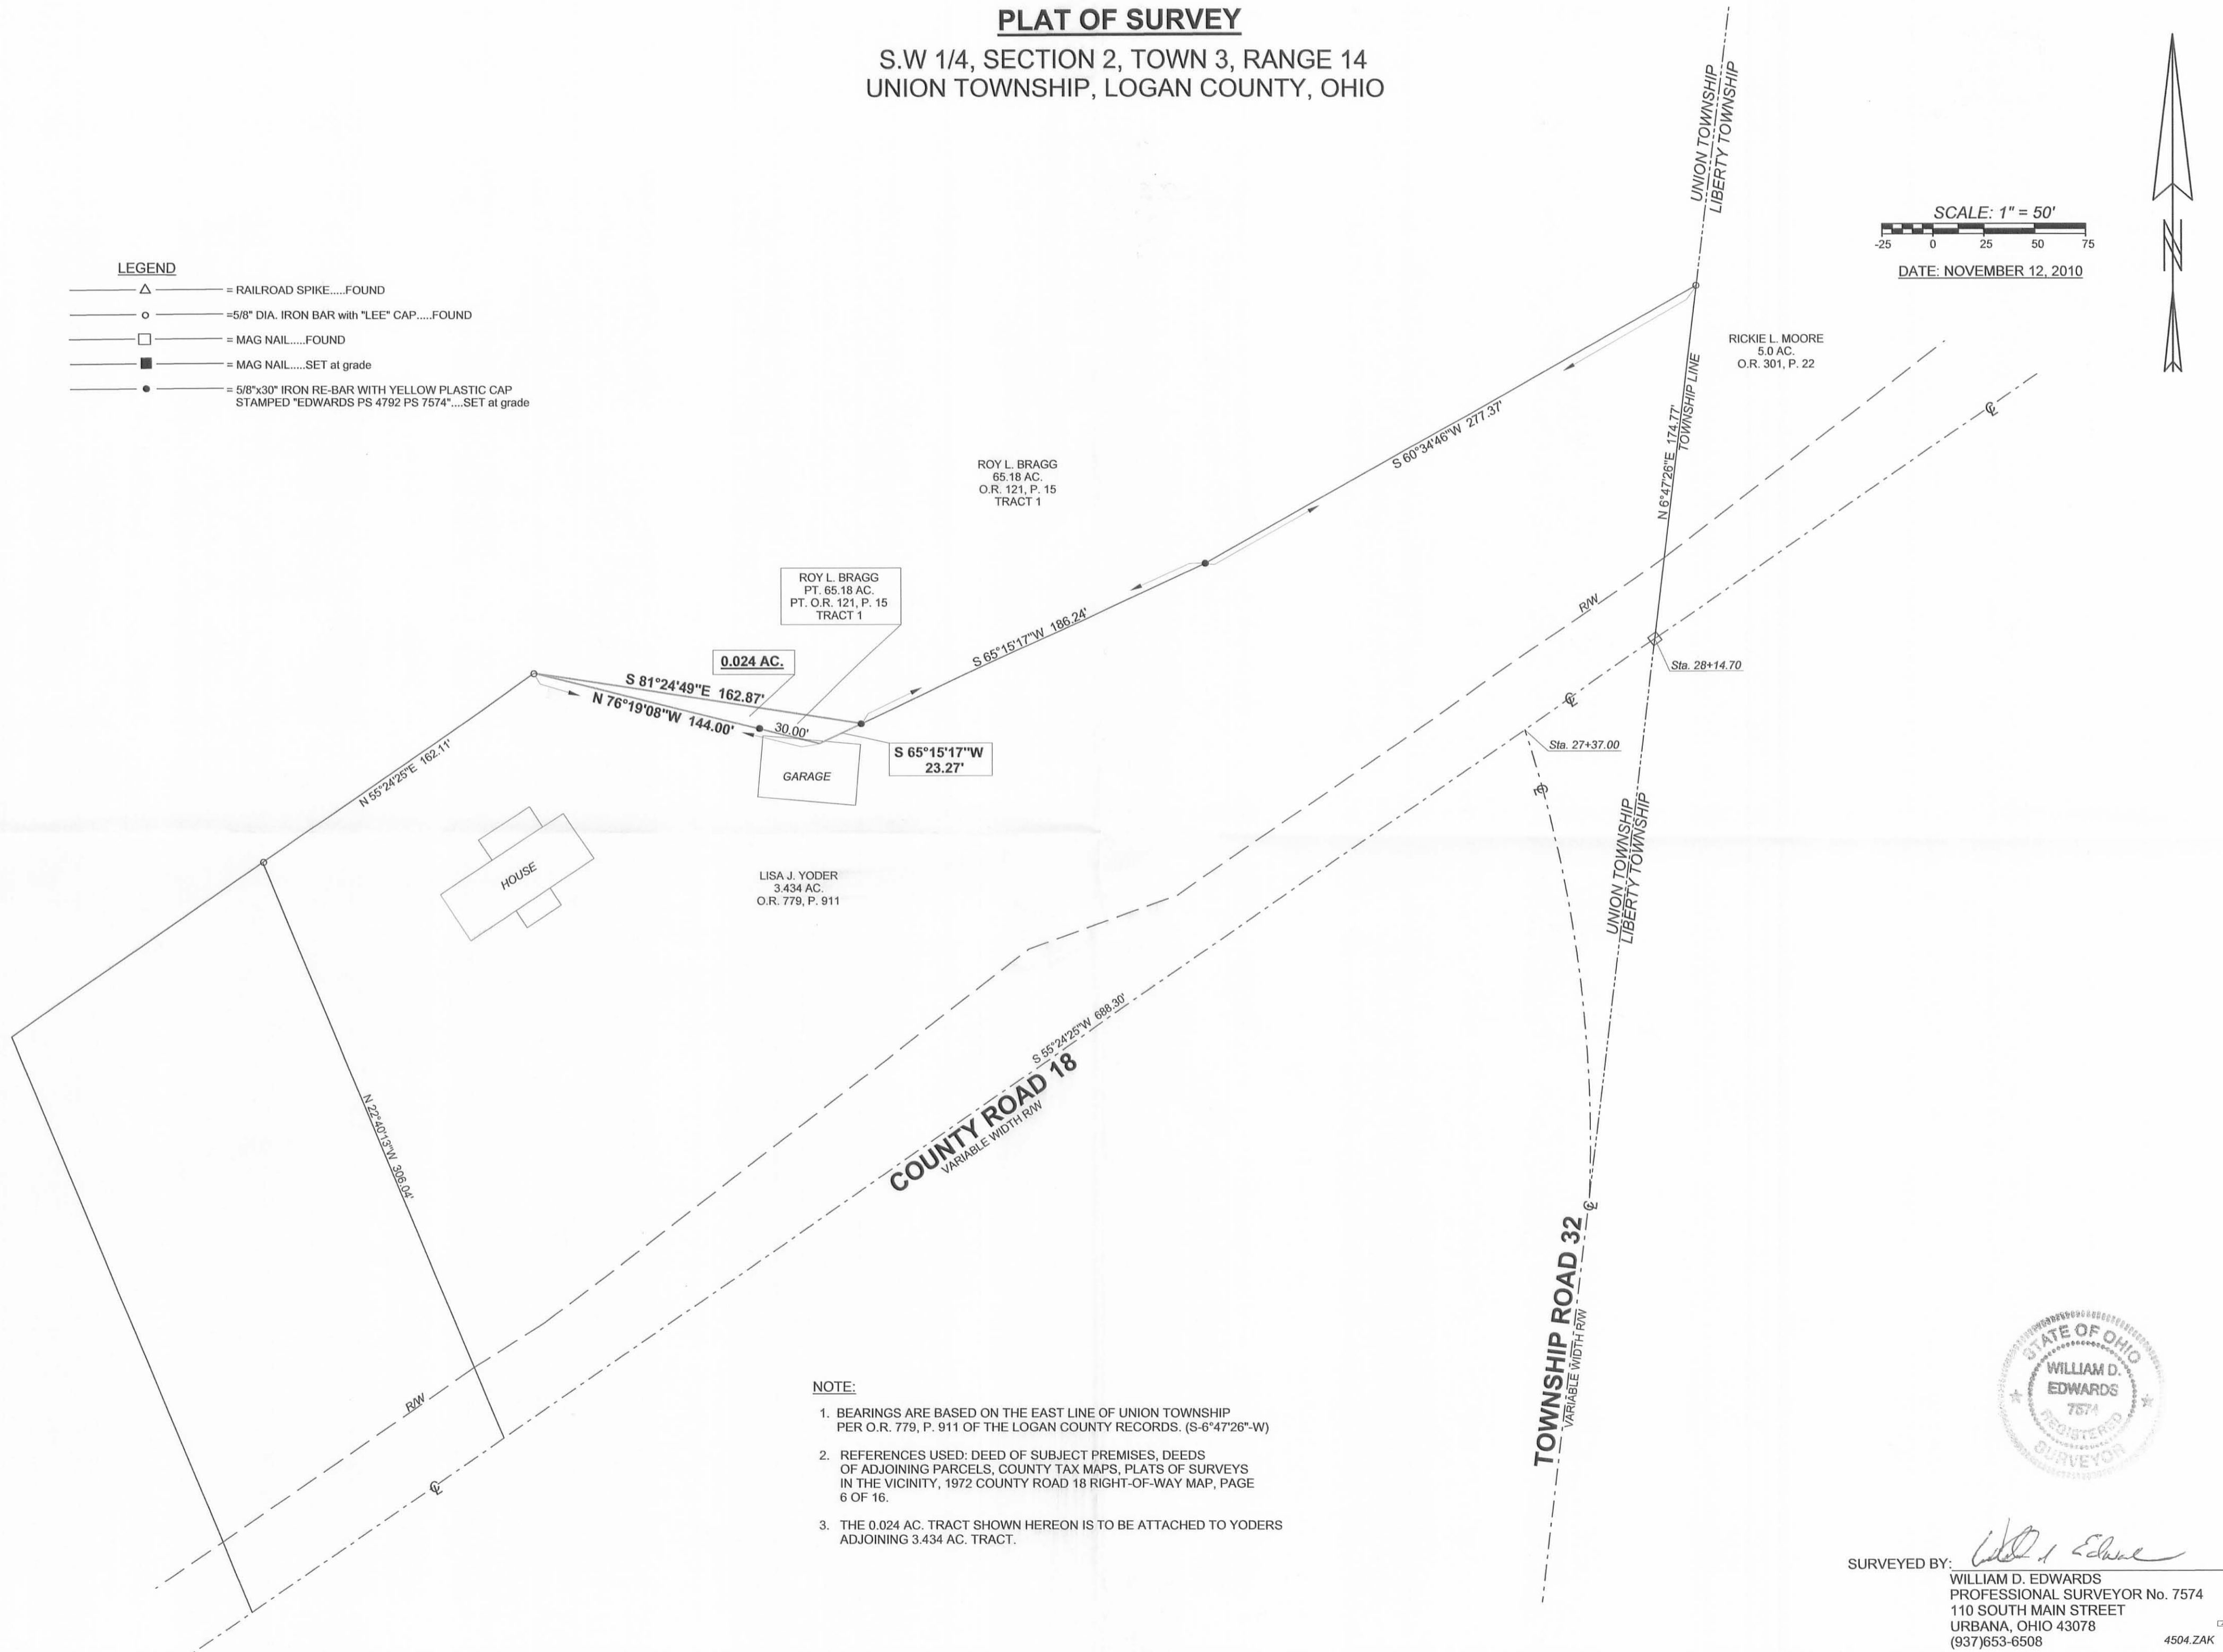 PLAT OF SURVEY
S.W 1/4, SECTION 2, TOWN 3, RANGE 14
UNION TOWNSHIP, LOGAN COUNTY, OHIO
UNION TOWNSHIP
LIBERTY TOWNSHIP
SCALE: 1" = 50'
-25 0 25 50 75
DATE: NOVEMBER 12, 2010
N
LEGEND
= RAILROAD SPIKE.....FOUND
=5/8" DIA. IRON BAR with "LEE" CAP.....FOUND
= MAG NAIL.....FOUND
= MAG NAIL.....SET at grade
= 5/8"x30" IRON RE-BAR WITH YELLOW PLASTIC CAP
STAMPED "EDWARDS PS 4792 PS 7574"....SET at grade
RICKIE L. MOORE
5.0 AC.
O.R. 301, P. 22
N 6°47'26"E 174.77'
TOWNSHIP LINE
S 60°34'46"W 277.37'
ROY L. BRAGG
65.18 AC.
O.R. 121, P. 15
TRACT 1
ROY L. BRAGG
PT. 65.18 AC.
PT. O.R. 121, P. 15
TRACT 1
R/W
S 65°15'17"W 186.24'
0.024 AC.
S 81°24'49"E 162.87'
N 76°19'08"W 144.00'
30.00'
S 65°15'17"W
23.27'
GARAGE
Sta. 28+14.70
Sta. 27+37.00
N 55°24'25"E 162.11'
HOUSE
LISA J. YODER
3.434 AC.
O.R. 779, P. 911
UNION TOWNSHIP
LIBERTY TOWNSHIP
S 55°24'25"W 688.30'
COUNTY ROAD 18
VARIABLE WIDTH R/W
N 22°40'13"W 306.04'
TOWNSHIP ROAD 32
VARIABLE WIDTH R/W
R/W
NOTE:
1. BEARINGS ARE BASED ON THE EAST LINE OF UNION TOWNSHIP
PER O.R. 779, P. 911 OF THE LOGAN COUNTY RECORDS. (S-6°47'26"-W)
2. REFERENCES USED: DEED OF SUBJECT PREMISES, DEEDS
OF ADJOINING PARCELS, COUNTY TAX MAPS, PLATS OF SURVEYS
IN THE VICINITY, 1972 COUNTY ROAD 18 RIGHT-OF-WAY MAP, PAGE
6 OF 16.
3. THE 0.024 AC. TRACT SHOWN HEREON IS TO BE ATTACHED TO YODERS
ADJOINING 3.434 AC. TRACT.
STATE OF OHIO
WILLIAM D.
EDWARDS
7574
REGISTERED
SURVEYOR
SURVEYED BY:
WILLIAM D. EDWARDS
PROFESSIONAL SURVEYOR No. 7574
110 SOUTH MAIN STREET
URBANA, OHIO 43078
(937)653-6508
4504.ZAK